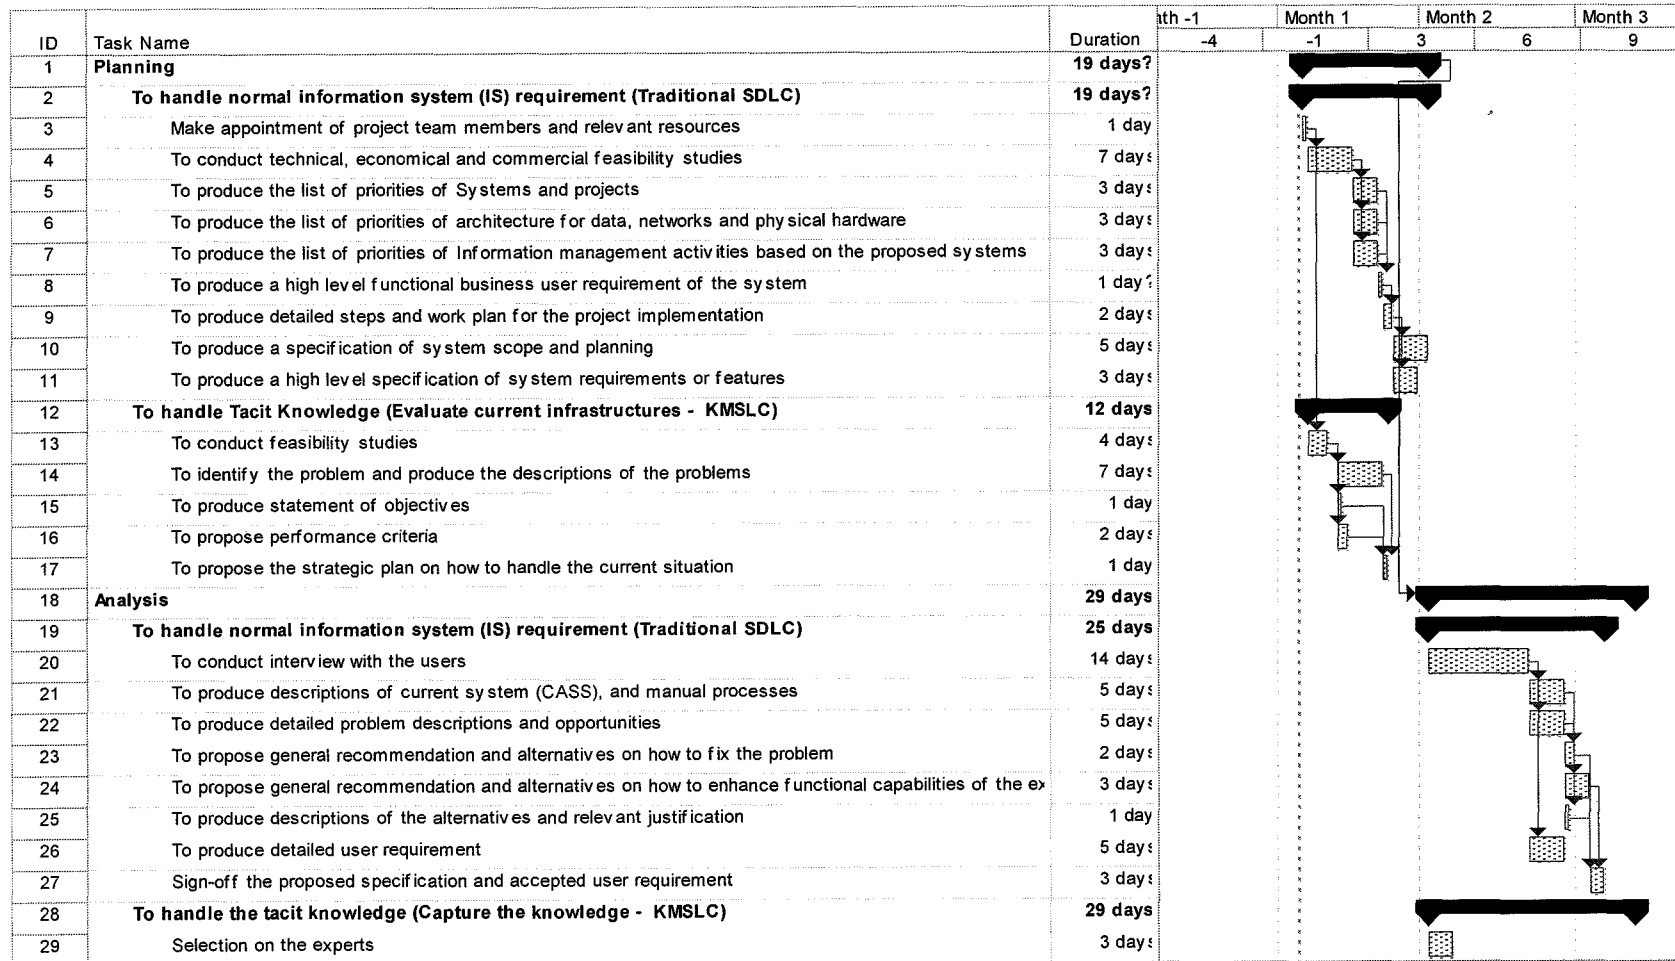 ıth -1 Month 1 Month 2 Month 3
ID Task Name Duration -4 -1 3 6 9
1 Planning 19 days?
2 To handle normal information system (IS) requirement (Traditional SDLC) 19 days?
3 Make appointment of project team members and relevant resources 1 day
4 To conduct technical, economical and commercial feasibility studies 7 days
5 To produce the list of priorities of Systems and projects 3 days
6 To produce the list of priorities of architecture for data, networks and physical hardware 3 days
7 To produce the list of priorities of Information management activities based on the proposed systems 3 days
8 To produce a high level functional business user requirement of the system 1 day?
9 To produce detailed steps and work plan for the project implementation 2 days
10 To produce a specification of system scope and planning 5 days
11 To produce a high level specification of system requirements or features 3 days
12 To handle Tacit Knowledge (Evaluate current infrastructures - KMSLC) 12 days
13 To conduct feasibility studies 4 days
14 To identify the problem and produce the descriptions of the problems 7 days
15 To produce statement of objectives 1 day
16 To propose performance criteria 2 days
17 To propose the strategic plan on how to handle the current situation 1 day
18 Analysis 29 days
19 To handle normal information system (IS) requirement (Traditional SDLC) 25 days
20 To conduct interview with the users 14 days
21 To produce descriptions of current system (CASS), and manual processes 5 days
22 To produce detailed problem descriptions and opportunities 5 days
23 To propose general recommendation and alternatives on how to fix the problem 2 days
24 To propose general recommendation and alternatives on how to enhance functional capabilities of the ex 3 days
25 To produce descriptions of the alternatives and relevant justification 1 day
26 To produce detailed user requirement 5 days
27 Sign-off the proposed specification and accepted user requirement 3 days
28 To handle the tacit knowledge (Capture the knowledge - KMSLC) 29 days
29 Selection on the experts 3 days